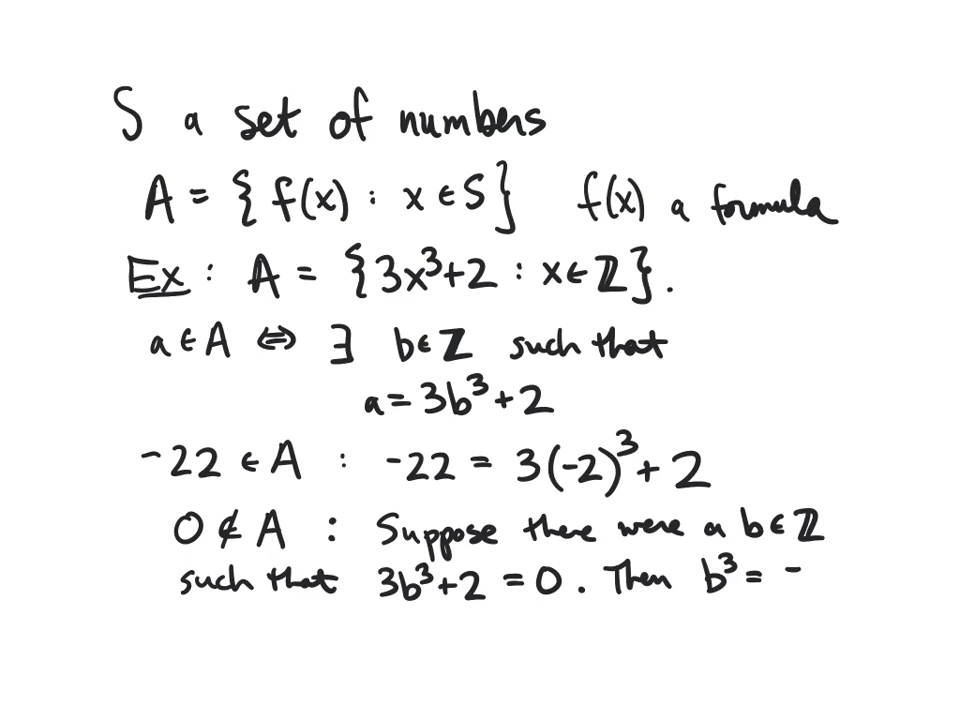 S a set of numbers
A = { f(x) : x ∈ S } f(x) a formula
Ex : A = { 3x³+2 : x ∈ ℤ } .
a ∈ A ⇔ ∃ b ∈ ℤ such that
a = 3b³ + 2
-22 ∈ A : -22 = 3(-2)³ + 2
0 ∉ A : Suppose there were a b ∈ ℤ
such that 3b³+2 = 0 . Then b³ = -